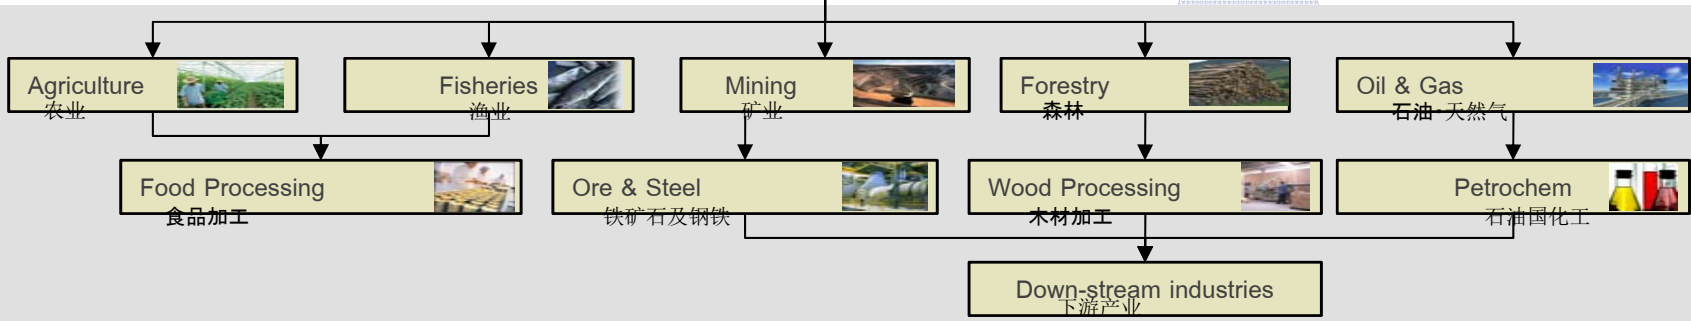 Agriculture
农业
Fisheries
渔业
Mining
矿业
Forestry
森林
Oil & Gas
石油·天然气
Food Processing
食品加工
Ore & Steel
铁矿石及钢铁
Wood Processing
木材加工
Petrochem
石油国化工
Down-stream industries
下游产业